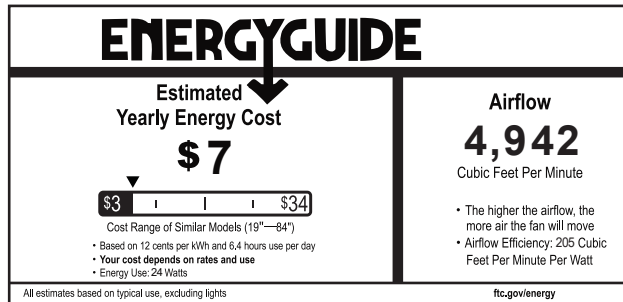 ENERGYGUIDE
Estimated
Yearly Energy Cost
$7
$3 $34
Cost Range of Similar Models (19"—84")
• Based on 12 cents per kWh and 6.4 hours use per day
• Your cost depends on rates and use
• Energy Use: 24 Watts
Airflow
4,942
Cubic Feet Per Minute
• The higher the airflow, the
more air the fan will move
• Airflow Efficiency: 205 Cubic
Feet Per Minute Per Watt
All estimates based on typical use, excluding lights
ftc.gov/energy